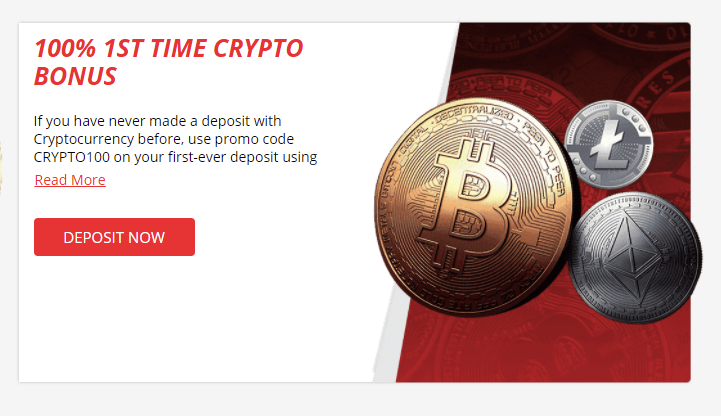 100% 1ST TIME CRYPTO
BONUS
If you have never made a deposit with
Cryptocurrency before, use promo code
CRYPTO100 on your first-ever deposit using
Read More
DEPOSIT NOW
DIGITAL · DECENTRALIZED · PEER TO PEER